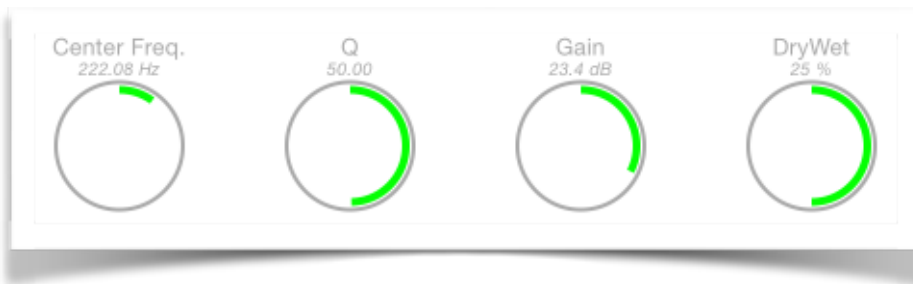 Center Freq.
222.08 Hz
Q
50.00
Gain
23.4 dB
DryWet
25 %